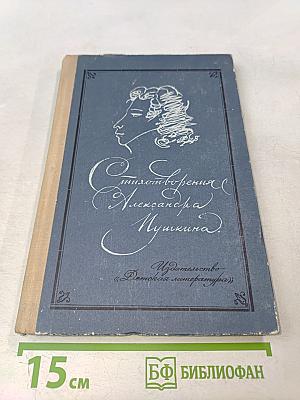 Стихотворения
Александра
Пушкина
Издательство
«Детская литература»
15 см
БФ БИБЛИОФАН